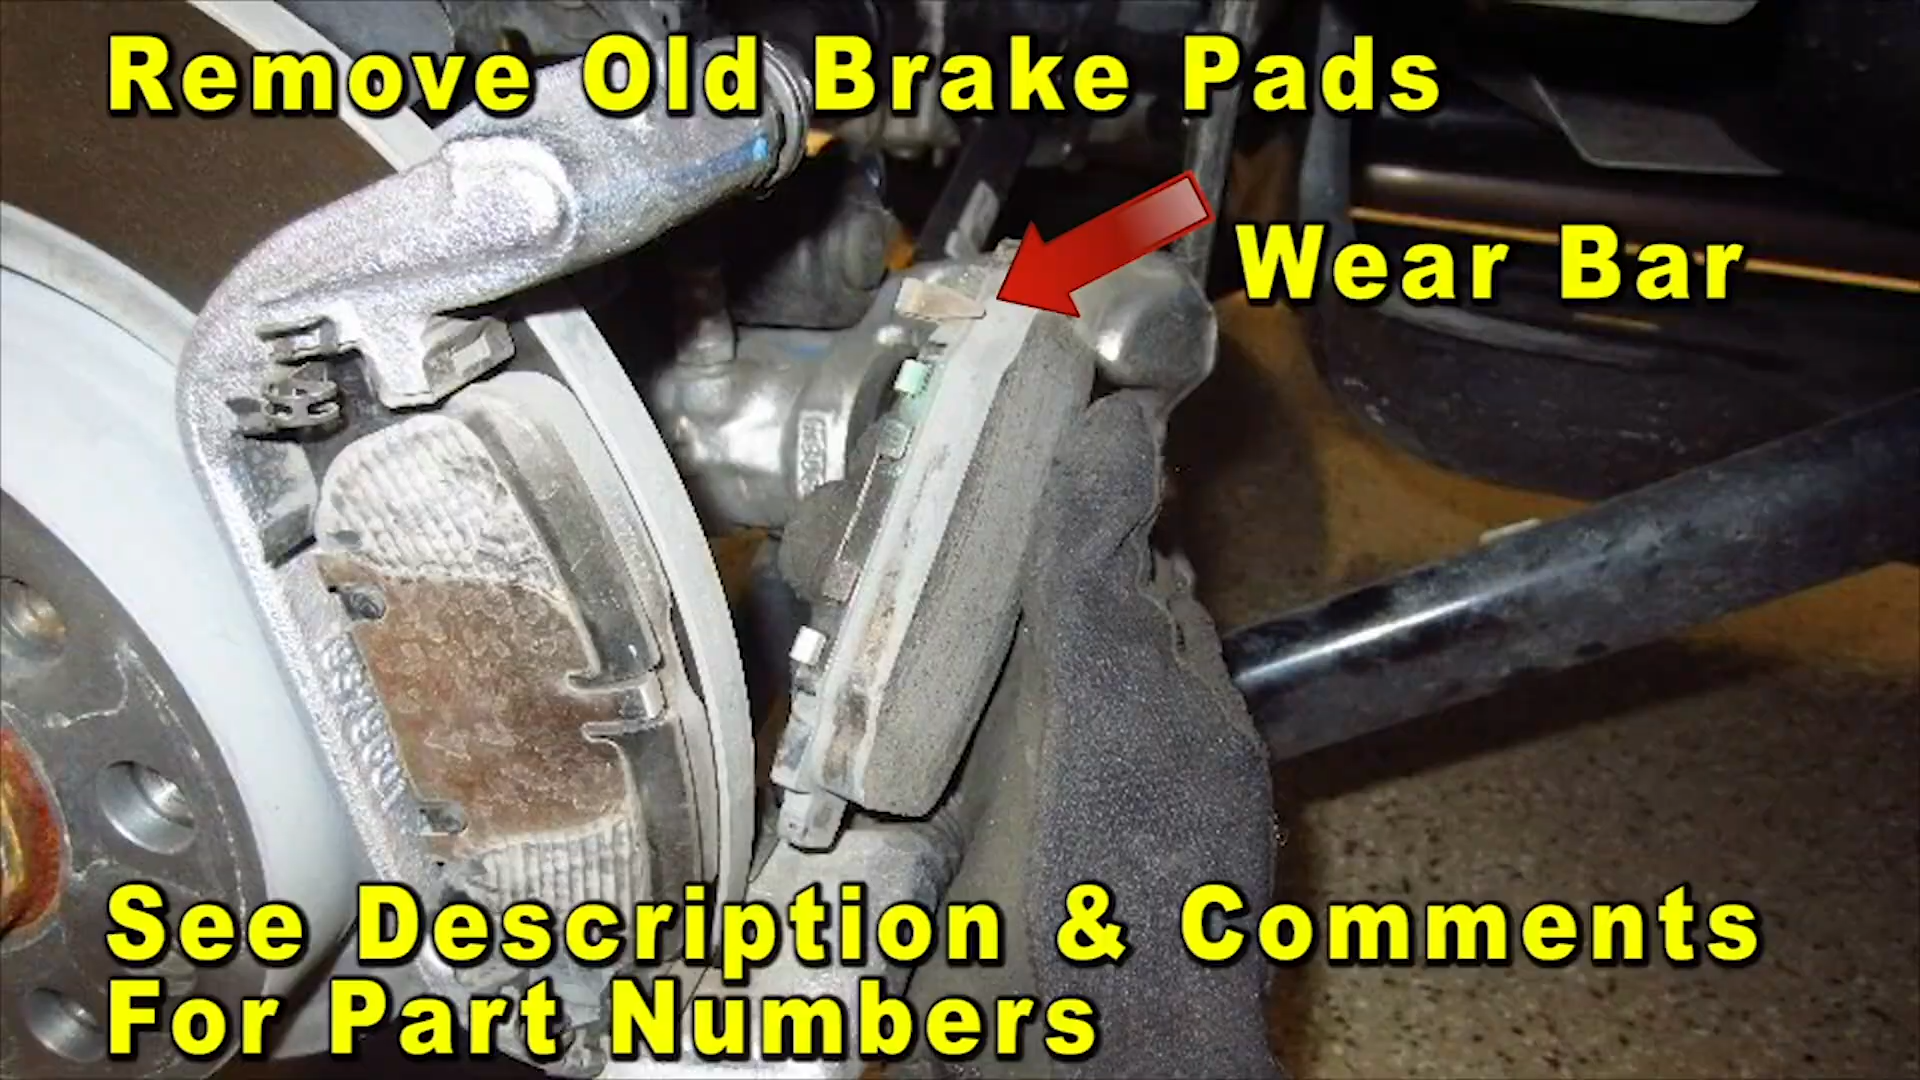 Remove Old Brake Pads
Wear Bar
See Description & Comments
For Part Numbers